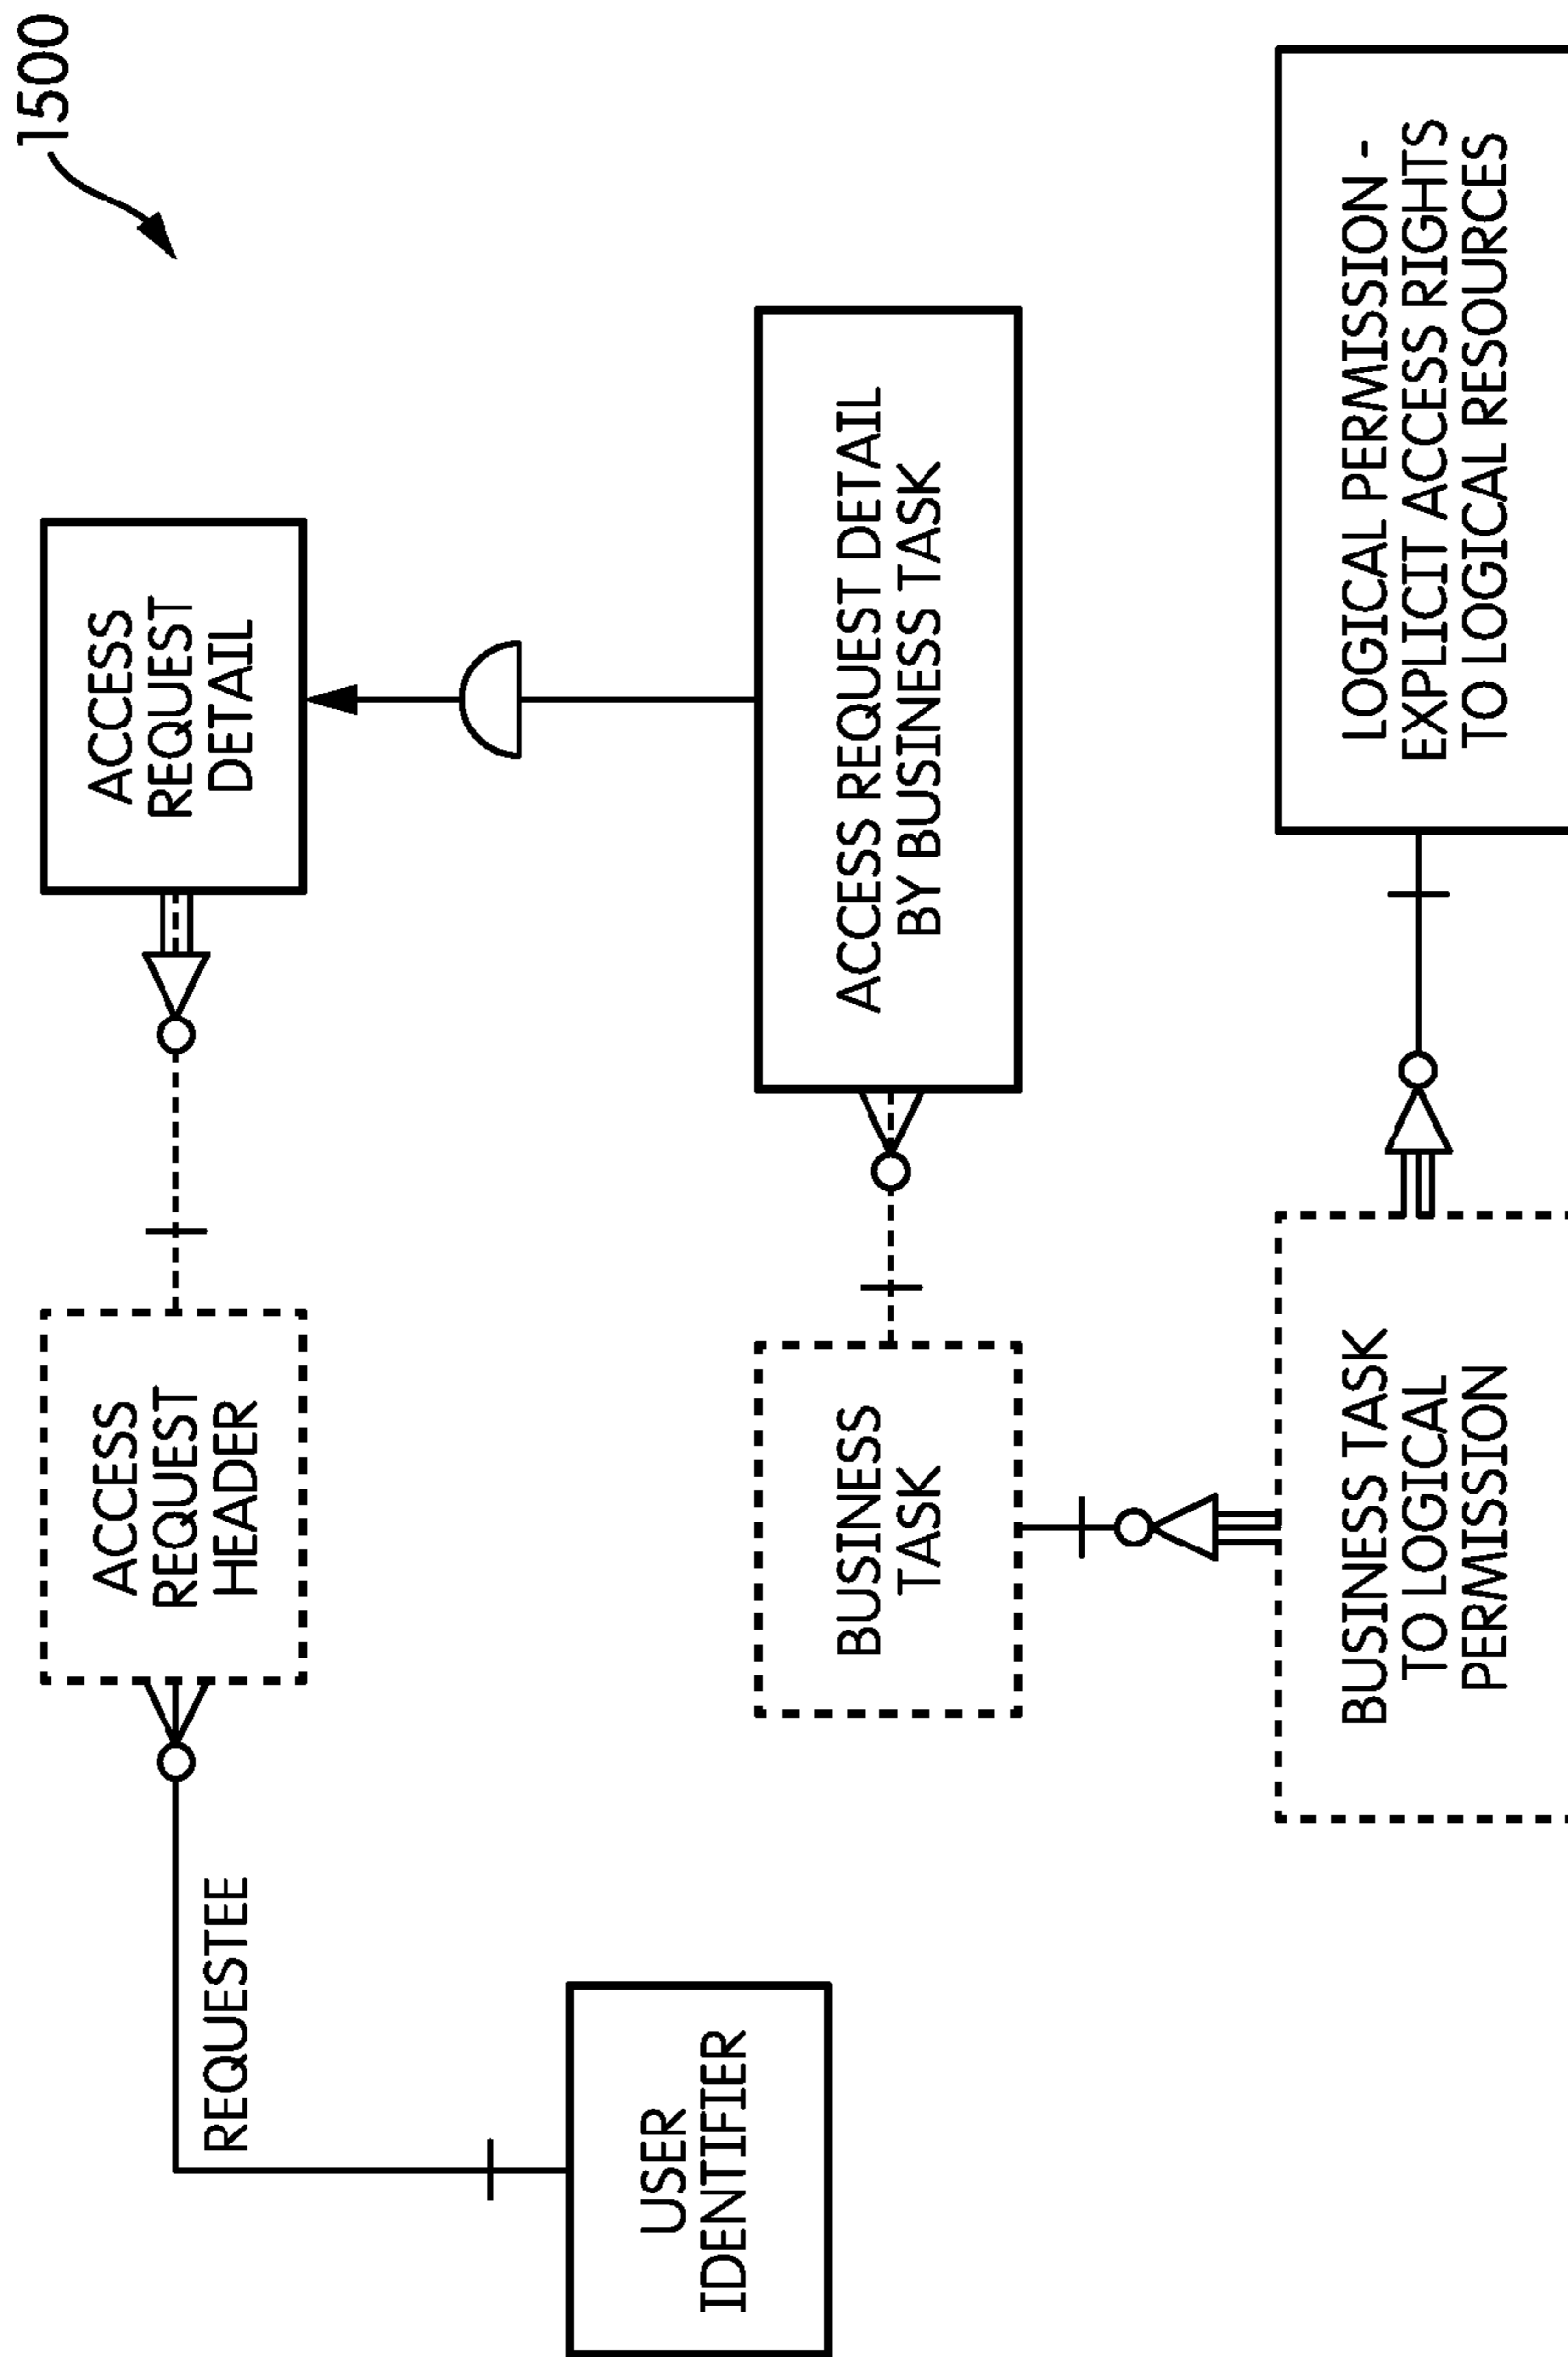 1500
ACCESS
REQUEST
DETAIL
ACCESS
REQUEST
HEADER
REQUESTEE
USER
IDENTIFIER
ACCESS REQUEST DETAIL
BY BUSINESS TASK
BUSINESS
TASK
LOGICAL PERMISSION -
EXPLICIT ACCESS RIGHTS
TO LOGICAL RESOURCES
BUSINESS TASK
TO LOGICAL
PERMISSION